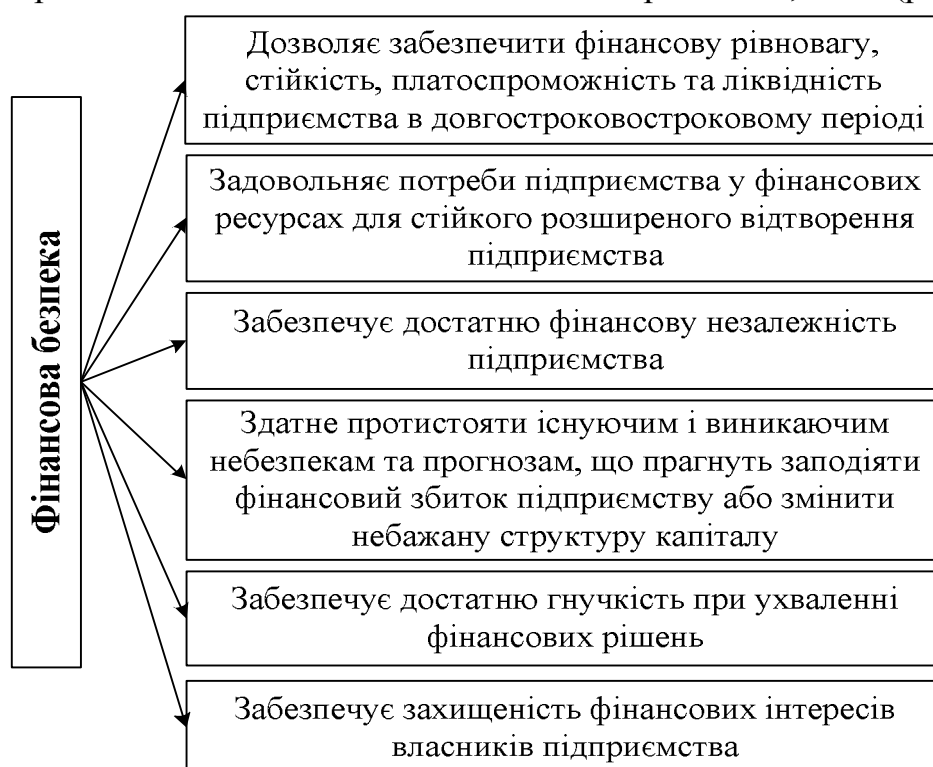 Фінансова безпека
Дозволяє забезпечити фінансову рівновагу,
стійкість, платоспроможність та ліквідність
підприємства в довгостроковостроковому періоді
Задовольняє потреби підприємства у фінансових
ресурсах для стійкого розширеного відтворення
підприємства
Забезпечує достатню фінансову незалежність
підприємства
Здатне протистояти існуючим і виникаючим
небезпекам та прогнозам, що прагнуть заподіяти
фінансовий збиток підприємству або змінити
небажану структуру капіталу
Забезпечує достатню гнучкість при ухваленні
фінансових рішень
Забезпечує захищеність фінансових інтересів
власників підприємства